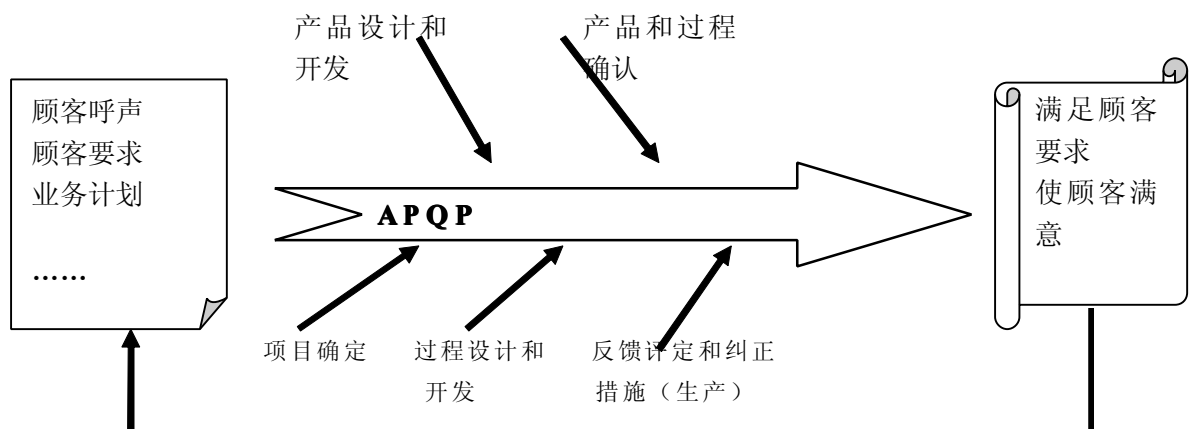 产品设计和
开发
产品和过程
确认
顾客呼声
顾客要求
业务计划
……
APQP
满足顾客
要求
使顾客满
意
项目确定
过程设计和
开发
反馈评定和纠正
措施（生产）